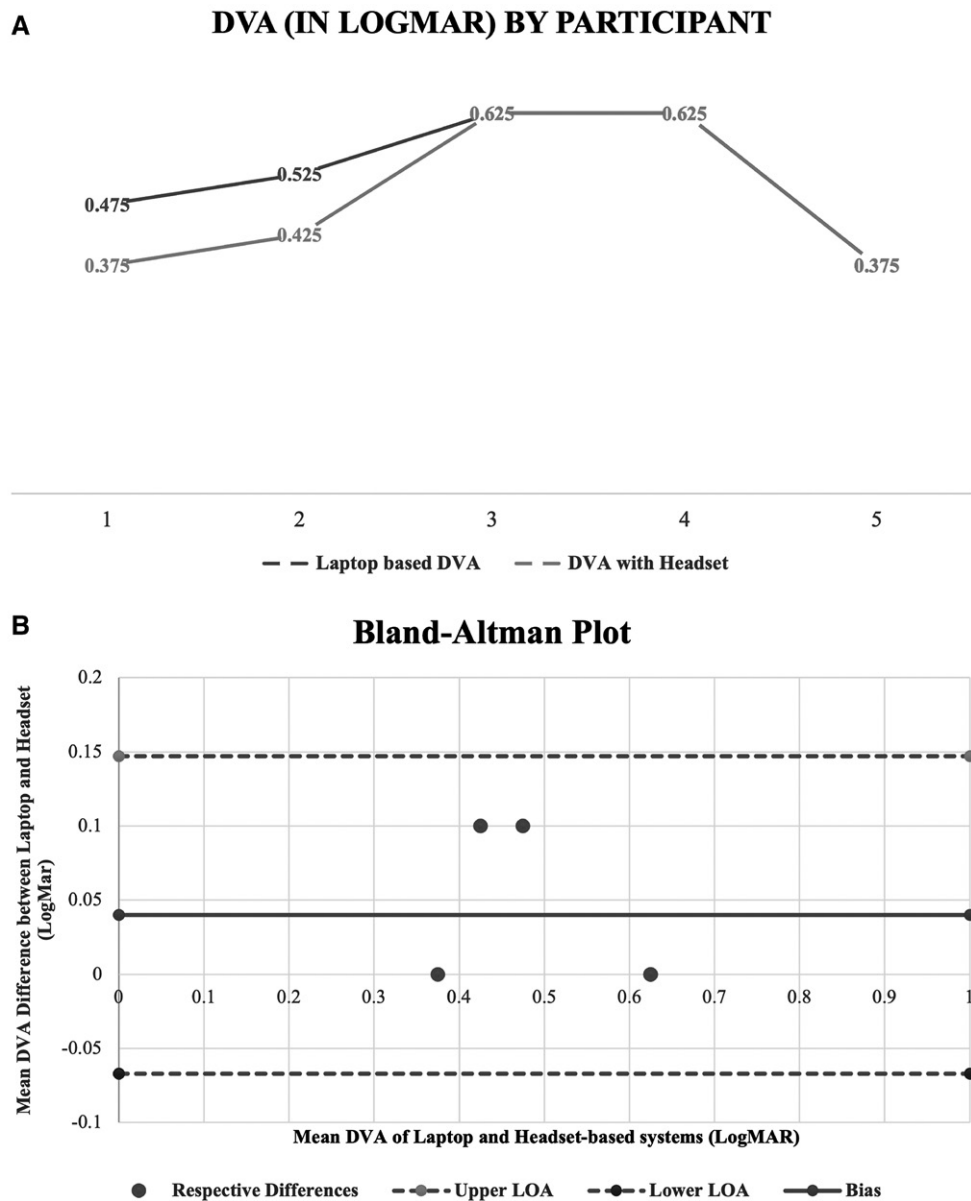 A
DVA (IN LOGMAR) BY PARTICIPANT
0.625 0.625
0.525
0.475
0.425
0.375 0.375
1 2 3 4 5
Laptop based DVA DVA with Headset
B
Bland-Altman Plot
Mean DVA Difference between Laptop and Headset
(LogMar)
0.2
0.15
0.1
0.05
0
0 0.1 0.2 0.3 0.4 0.5 0.6 0.7 0.8 0.9 1
-0.05
-0.1
Mean DVA of Laptop and Headset-based systems (LogMAR)
Respective Differences Upper LOA Lower LOA Bias